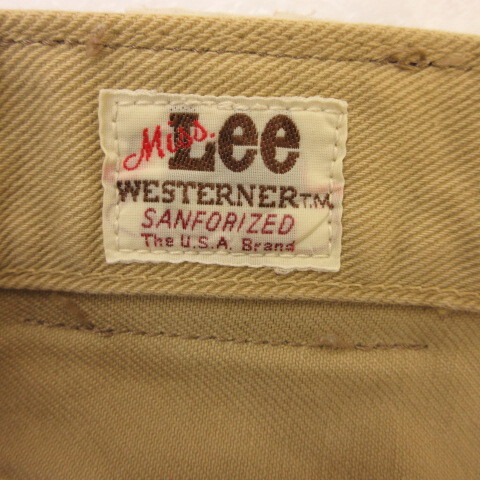 Miss. Lee
WESTERNER T.M.
SANFORIZED
The U.S.A. Brand